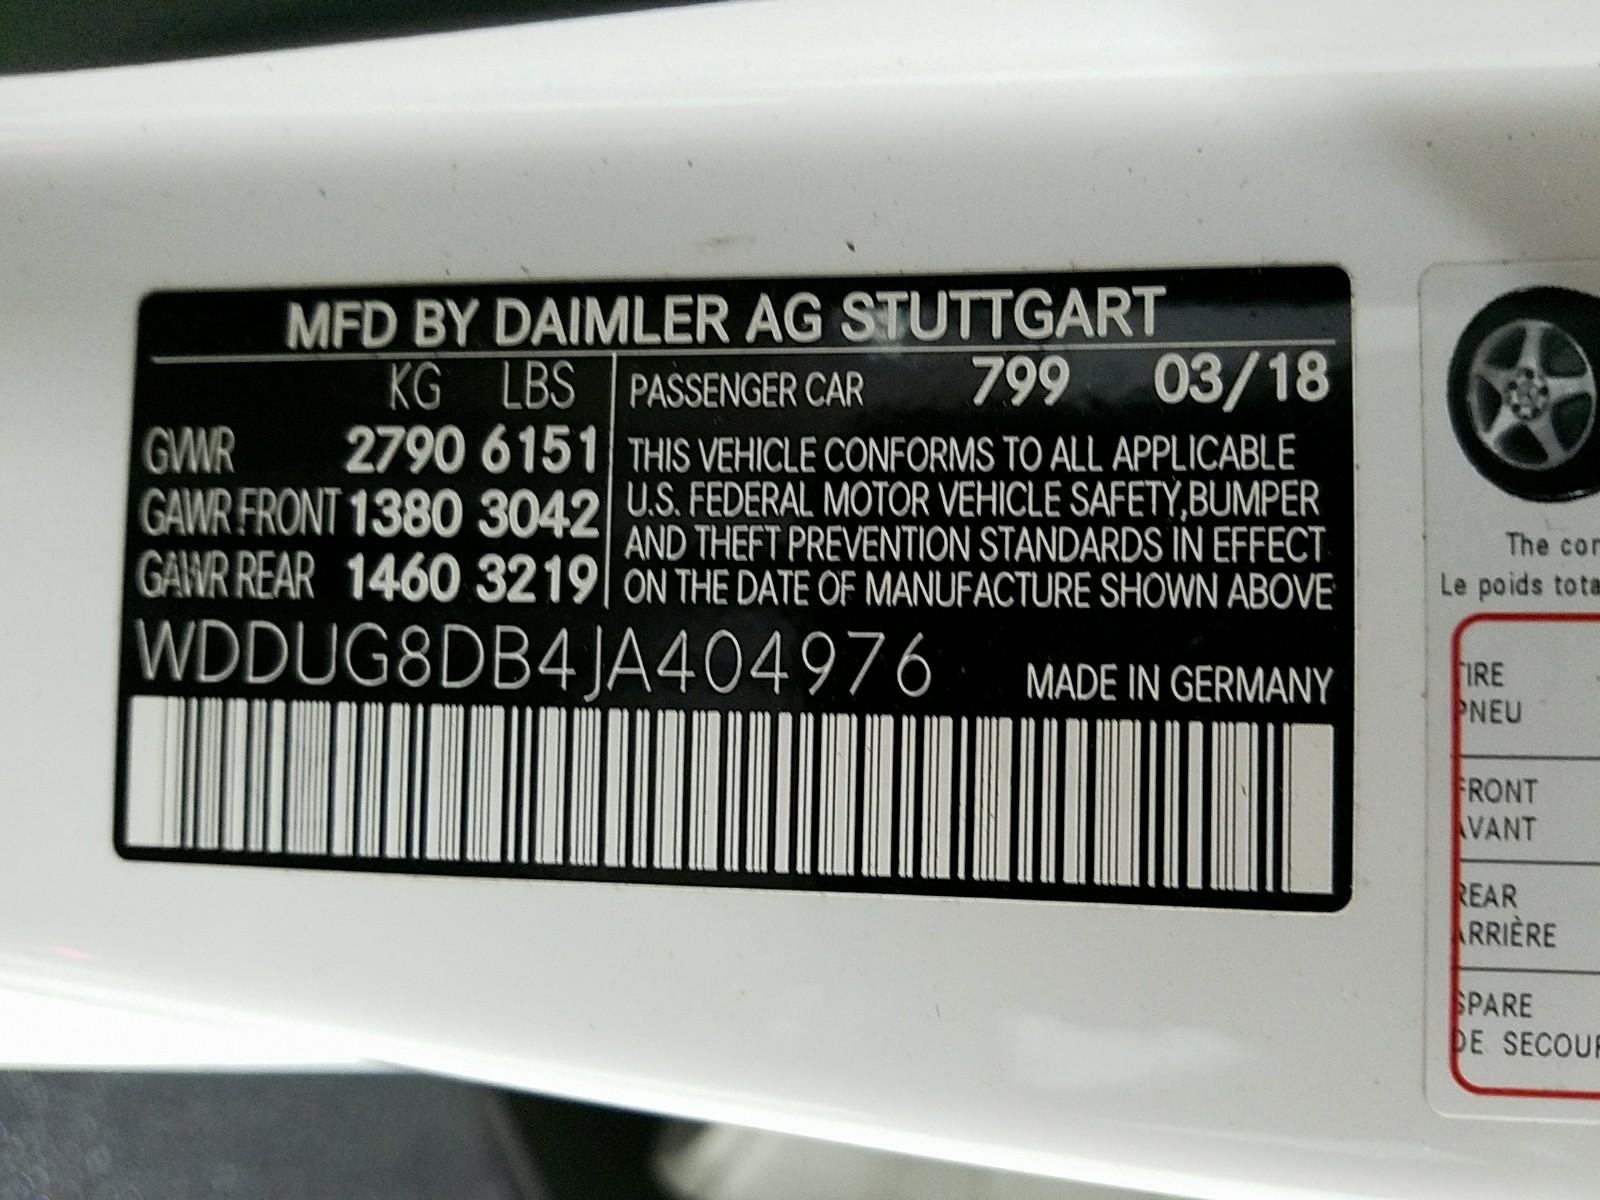 MFD BY DAIMLER AG STUTTGART
KG LBS
GVWR 2790 6151
GAWR FRONT 1380 3042
GAWR REAR 1460 3219
PASSENGER CAR 799 03/18
THIS VEHICLE CONFORMS TO ALL APPLICABLE
U.S. FEDERAL MOTOR VEHICLE SAFETY, BUMPER
AND THEFT PREVENTION STANDARDS IN EFFECT
ON THE DATE OF MANUFACTURE SHOWN ABOVE
WDDUG8DB4JA404976
MADE IN GERMANY
The
Le poids
TIRE
PNEU
FRONT
AVANT
REAR
ARRIÈRE
SPARE
DE